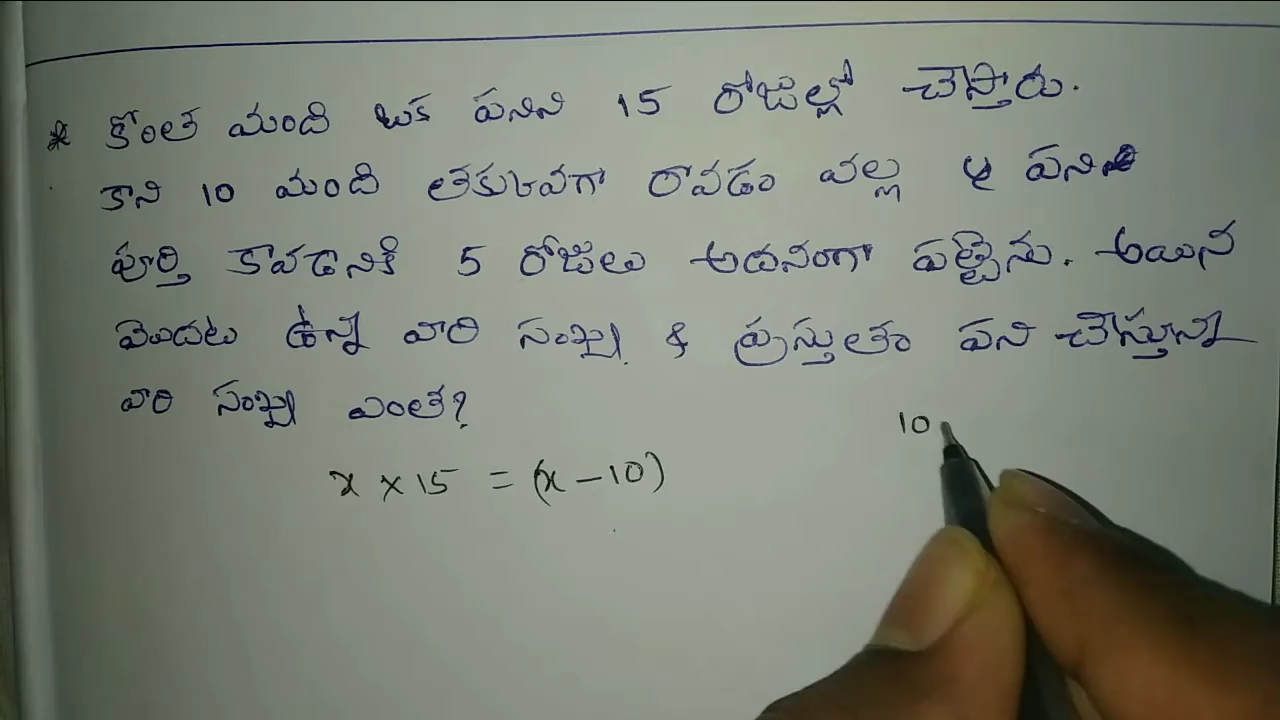 * కొంత మంది ఒక పనిని 15 రోజుల్లో చేస్తారు.
కాని 10 మంది తక్కువగా రావడం వల్ల ఆ పని
పూర్తి కావడానికి 5 రోజులు అదనంగా పట్టెను. అయిన
మొదట ఉన్న వారి సంఖ్య & ప్రస్తుతం పని చేస్తున్న
వారి సంఖ్య ఎంత?
10
x × 15 = (x - 10)